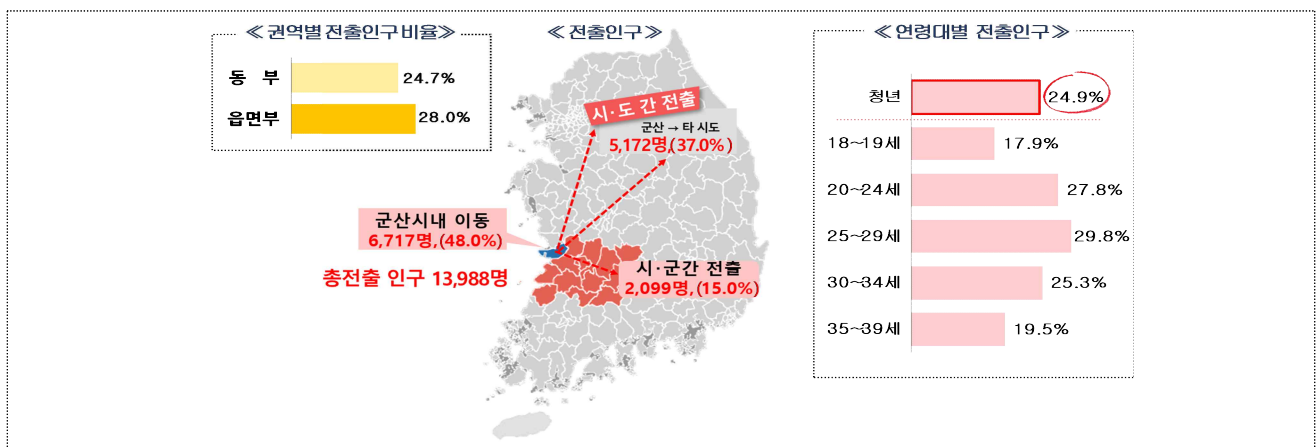 ≪ 권역별 전출인구 비율≫
동 부
24.7%
읍면부
28.0%
≪ 전출인구 ≫
시·도 간 전출
군산 → 타 시도
5,172명,(37.0%)
군산시내 이동
6,717명,(48.0%)
총전출 인구 13,988명
시·군간 전출
2,099명,(15.0%)
≪ 연령대별 전출인구 ≫
청년
24.9%
18~19세
17.9%
20~24세
27.8%
25~29세
29.8%
30~34세
25.3%
35~39세
19.5%